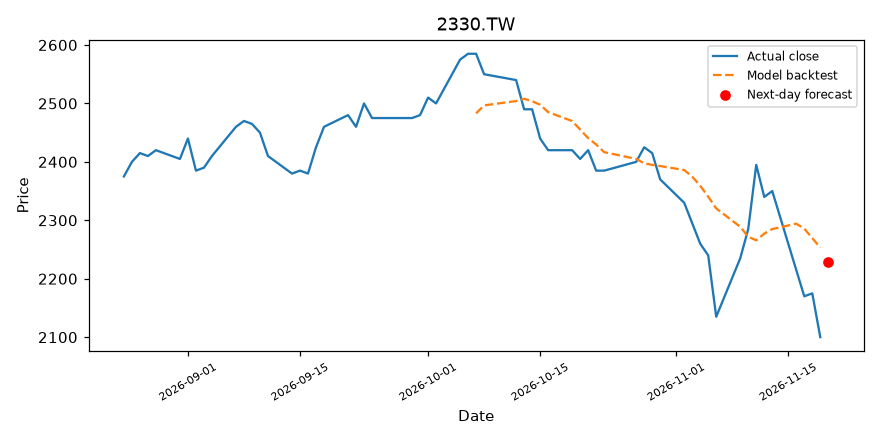 2330.TW
Actual close
Model backtest
Next-day forecast
Price
2600
2500
2400
2300
2200
2100
2026-09-01
2026-09-15
2026-10-01
2026-10-15
2026-11-01
2026-11-15
Date